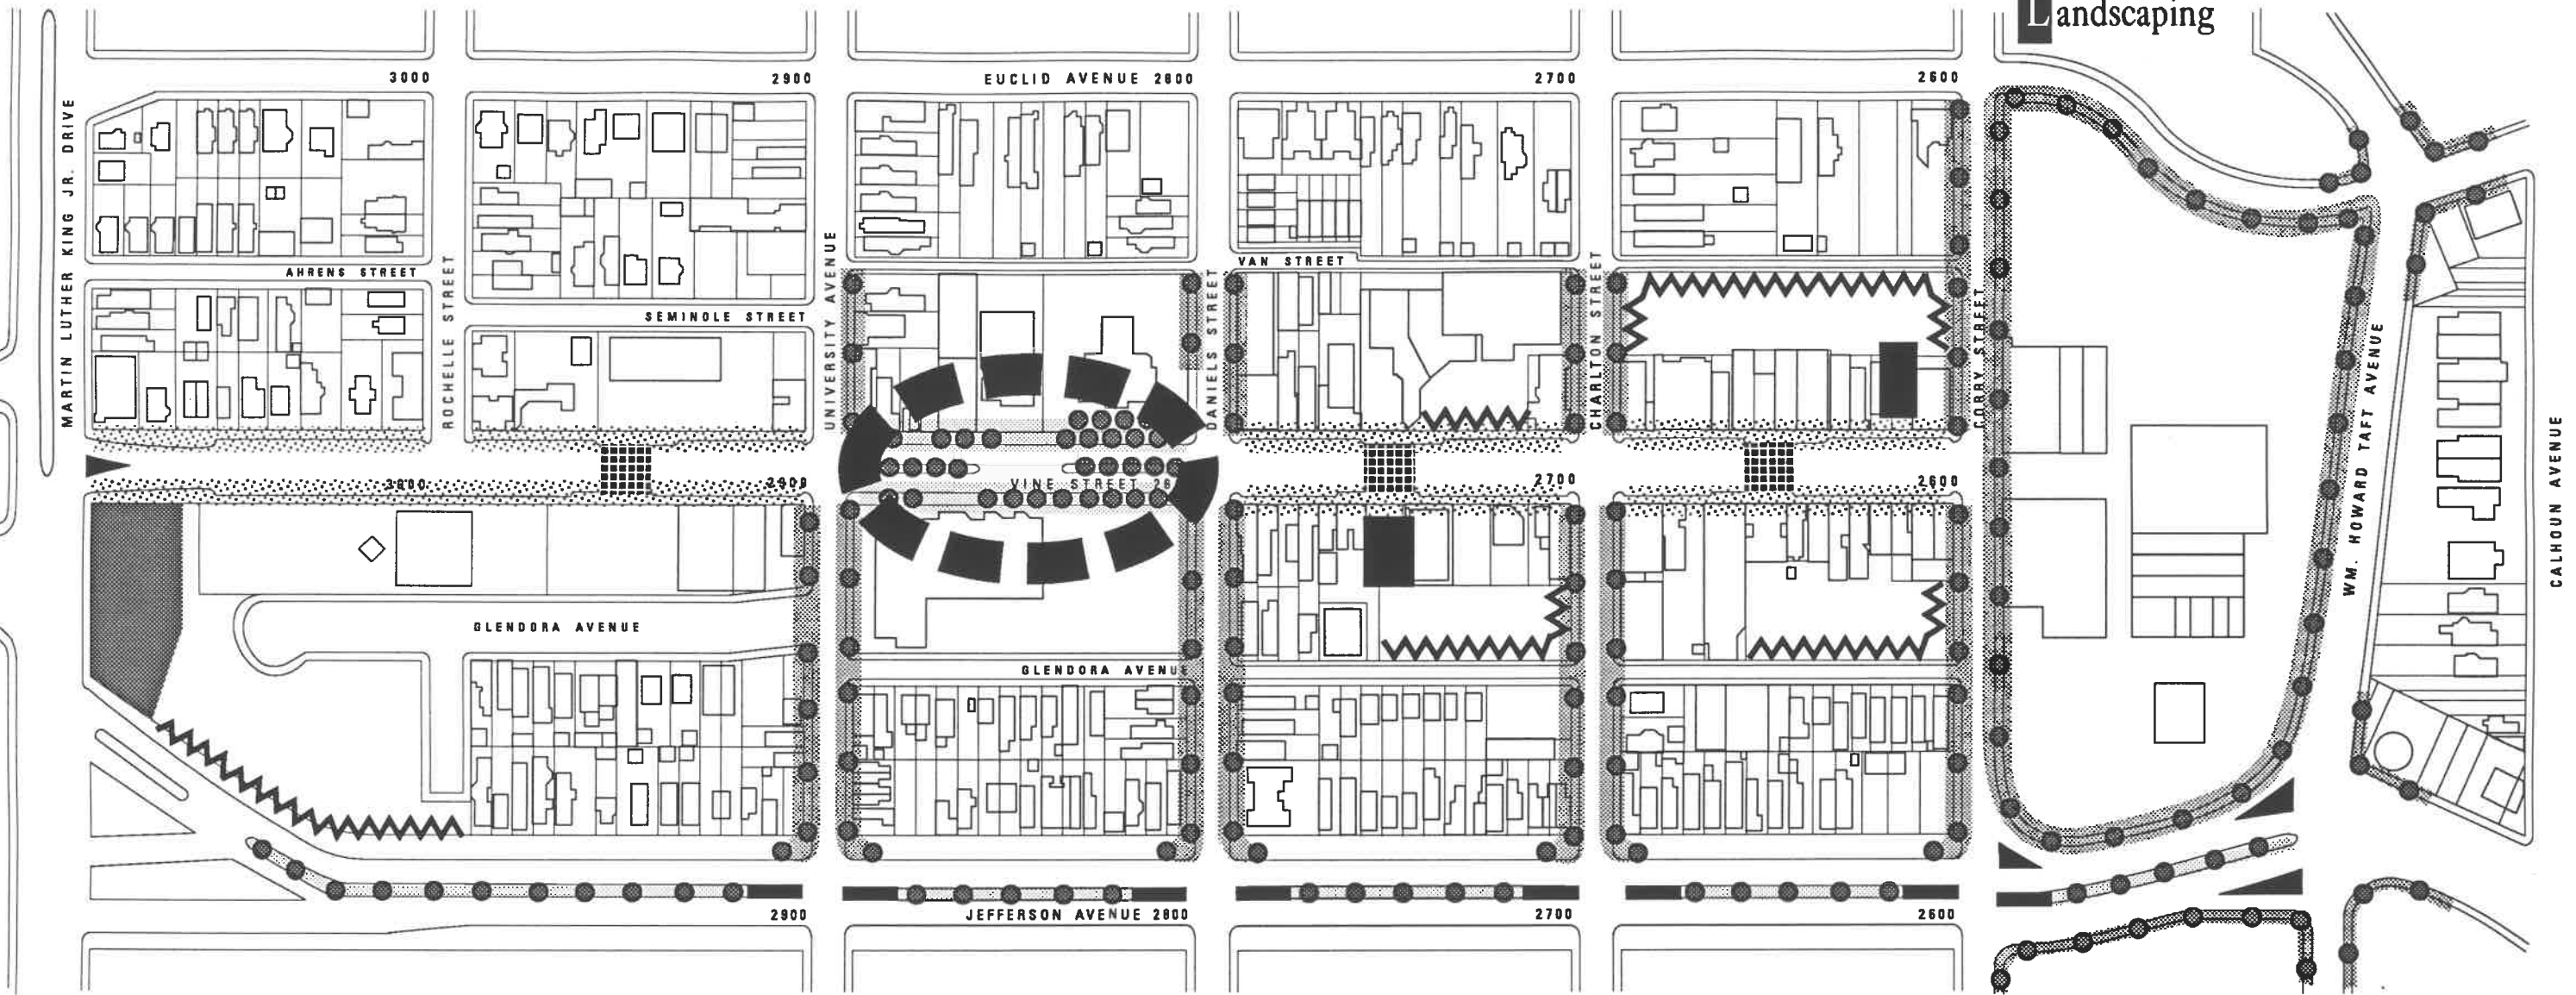 Landscaping
3000
2900
EUCLID AVENUE 2800
2700
2600
MARTIN LUTHER KING JR. DRIVE
AHRENS STREET
ROCHELLE STREET
SEMINOLE STREET
UNIVERSITY AVENUE
DANIELS STREET
VAN STREET
CHARLTON STREET
CORRY STREET
WM. HOWARD TAFT AVENUE
CALHOUN AVENUE
3000
2900
VINE STREET 28
2700
2600
GLENDORA AVENUE
GLENDORA AVENUE
2900
JEFFERSON AVENUE 2800
2700
2600